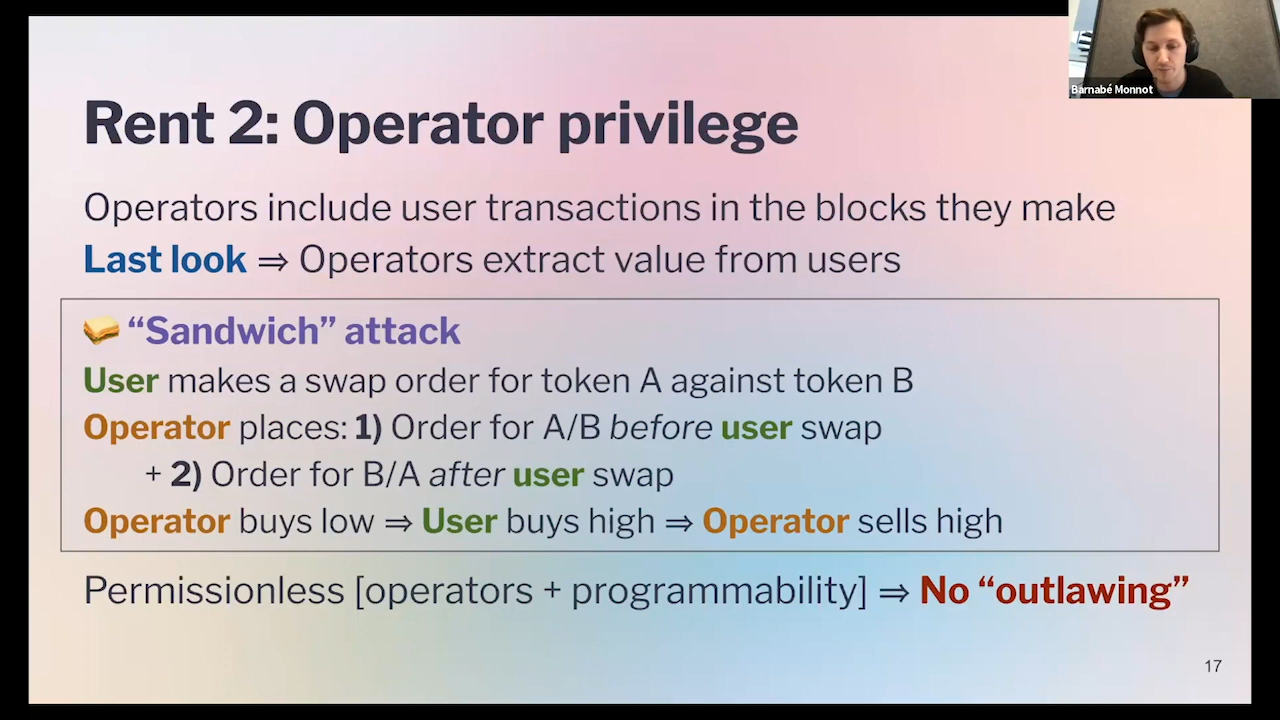 Barnabé Monnot
Rent 2: Operator privilege
Operators include user transactions in the blocks they make
Last look ⇒ Operators extract value from users
🥪 “Sandwich” attack
User makes a swap order for token A against token B
Operator places: 1) Order for A/B before user swap
+ 2) Order for B/A after user swap
Operator buys low ⇒ User buys high ⇒ Operator sells high
Permissionless [operators + programmability] ⇒ No “outlawing”
17